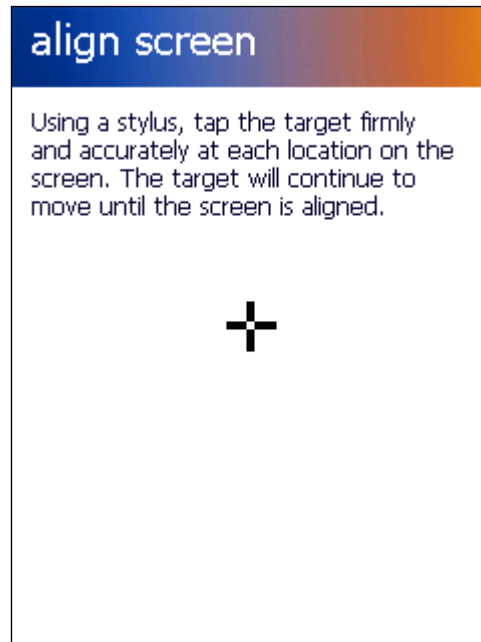 align screen
Using a stylus, tap the target firmly
and accurately at each location on the
screen. The target will continue to
move until the screen is aligned.